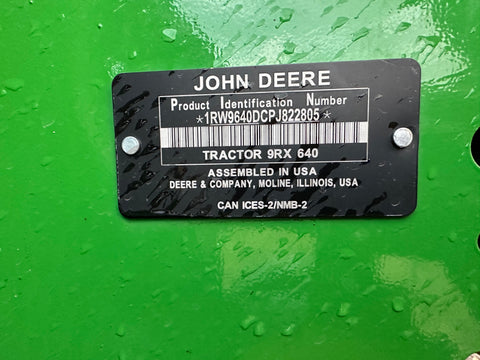 JOHN DEERE
Product Identification Number
*1RW9640DCPJ822805*
TRACTOR 9RX 640
ASSEMBLED IN USA
DEERE & COMPANY, MOLINE, ILLINOIS, USA
CAN ICES-2/NMB-2